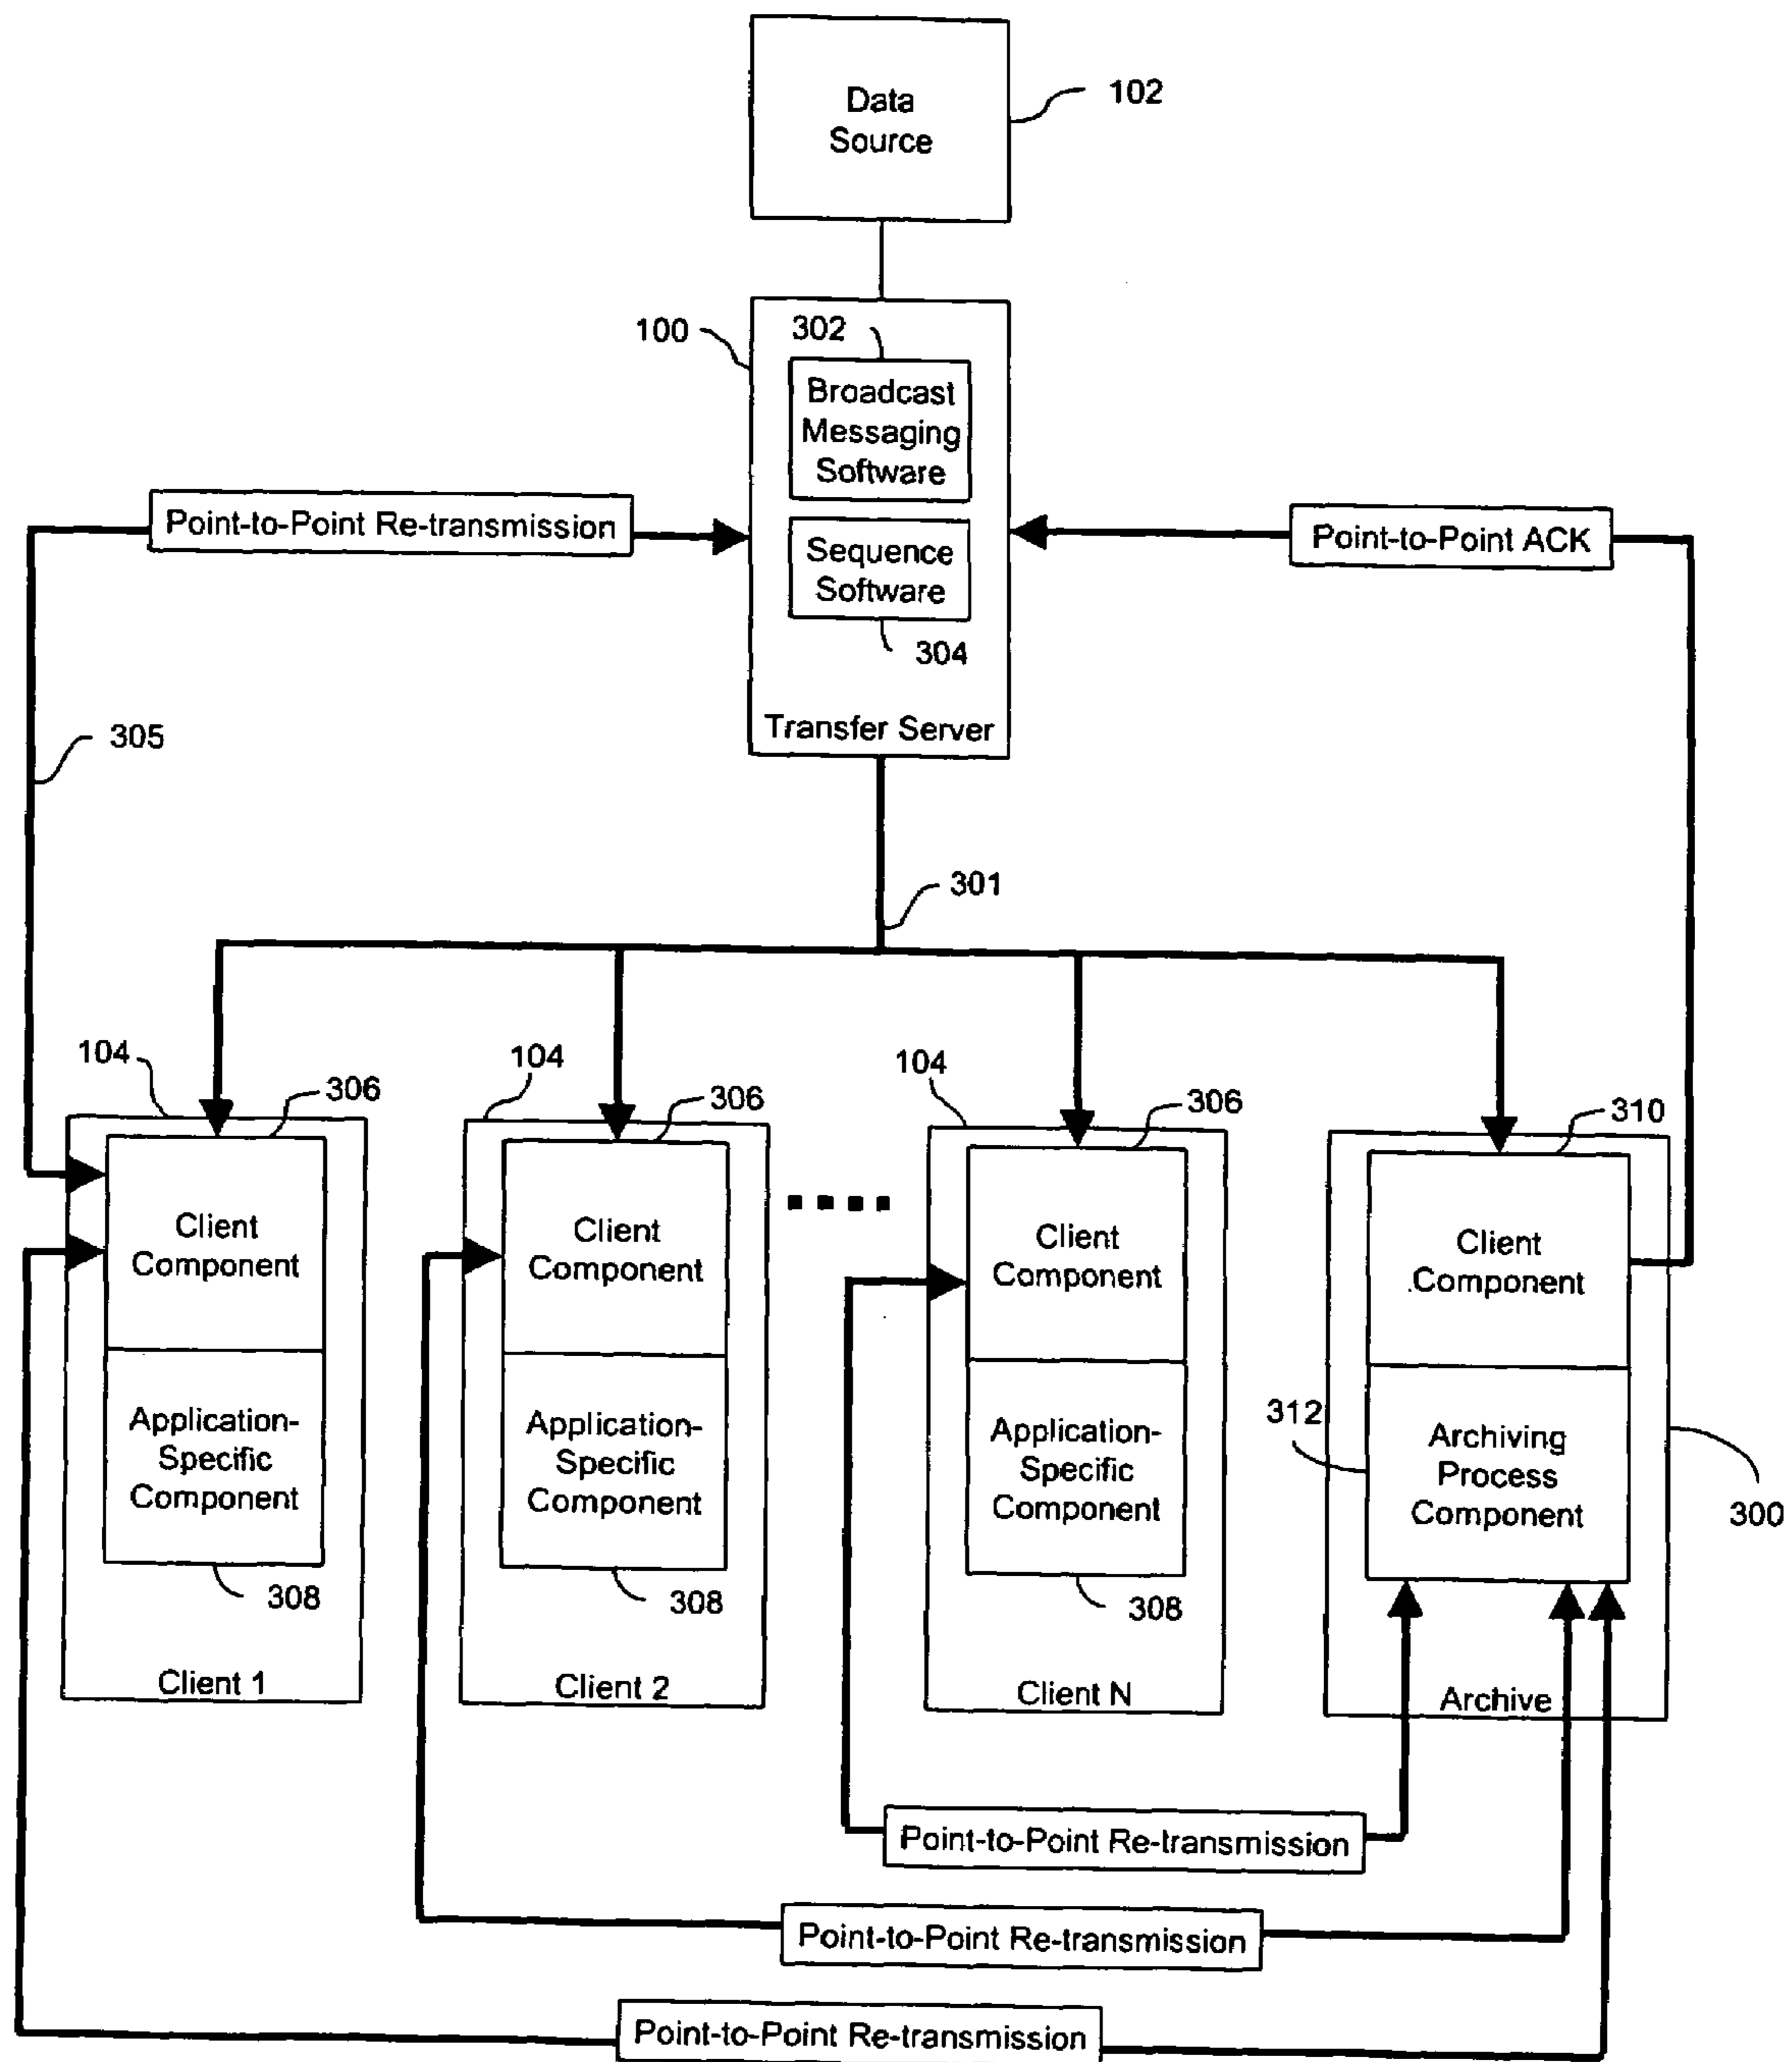 Data
Source
102
100
302
Broadcast
Messaging
Software
Sequence
Software
304
Transfer Server
Point-to-Point Re-transmission
Point-to-Point ACK
305
301
104
306
Client
Component
Application-
Specific
Component
308
Client 1
104
306
Client
Component
Application-
Specific
Component
308
Client 2
104
306
Client
Component
Application-
Specific
Component
308
Client N
310
Client
Component
312
Archiving
Process
Component
300
Archive
Point-to-Point Re-transmission
Point-to-Point Re-transmission
Point-to-Point Re-transmission